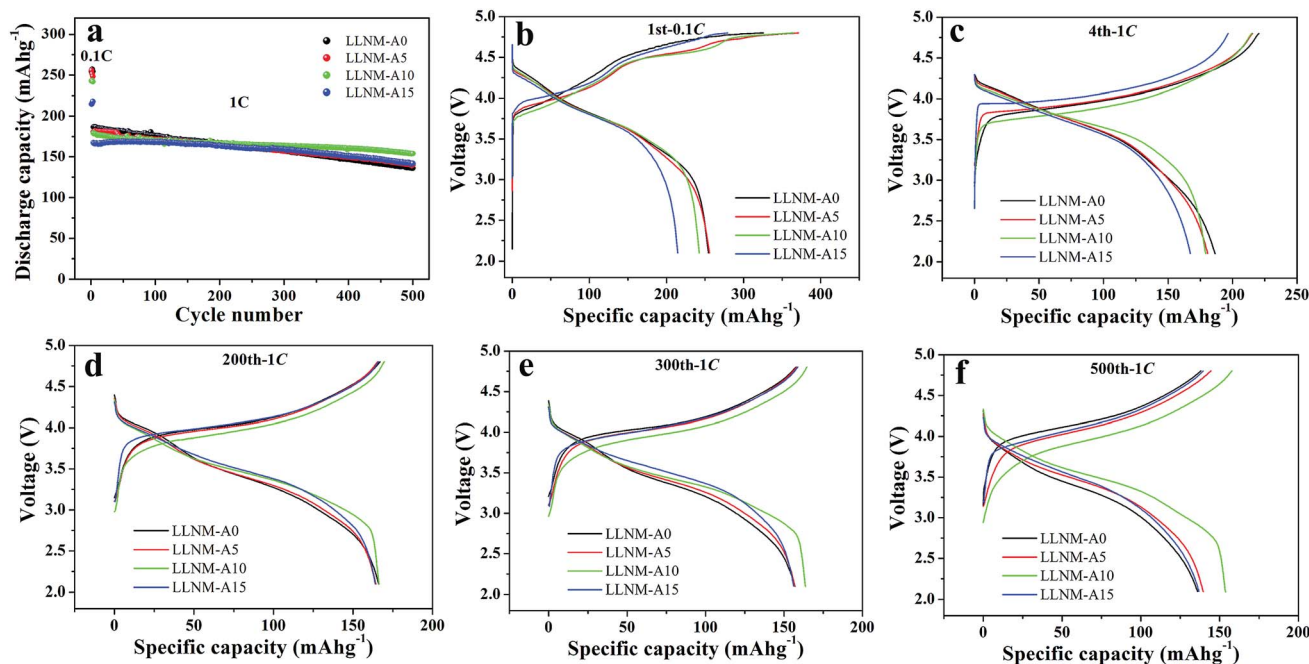 a
0.1C
1C
LLNM-A0
LLNM-A5
LLNM-A10
LLNM-A15
Discharge capacity (mAhg⁻¹)
300
250
200
150
100
50
0
0
100
200
300
400
500
Cycle number
b
1st-0.1C
LLNM-A0
LLNM-A5
LLNM-A10
LLNM-A15
Voltage (V)
5.0
4.5
4.0
3.5
3.0
2.5
2.0
0
100
200
300
400
Specific capacity (mAhg⁻¹)
c
4th-1C
LLNM-A0
LLNM-A5
LLNM-A10
LLNM-A15
Voltage (V)
5.0
4.5
4.0
3.5
3.0
2.5
2.0
0
50
100
150
200
250
Specific capacity (mAhg⁻¹)
d
200th-1C
LLNM-A0
LLNM-A5
LLNM-A10
LLNM-A15
Voltage (V)
5.0
4.5
4.0
3.5
3.0
2.5
2.0
0
50
100
150
200
Specific capacity (mAhg⁻¹)
e
300th-1C
LLNM-A0
LLNM-A5
LLNM-A10
LLNM-A15
Voltage (V)
5.0
4.5
4.0
3.5
3.0
2.5
2.0
0
50
100
150
200
Specific capacity (mAhg⁻¹)
f
500th-1C
LLNM-A0
LLNM-A5
LLNM-A10
LLNM-A15
Voltage (V)
5.0
4.5
4.0
3.5
3.0
2.5
2.0
0
50
100
150
200
Specific capacity (mAhg⁻¹)